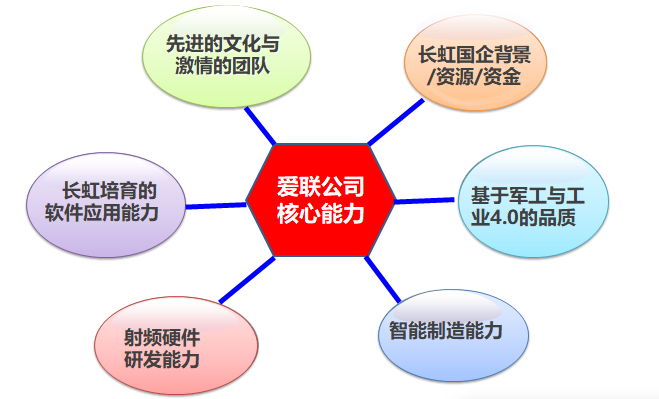 先进的文化与
激情的团队
长虹国企背景
/资源/资金
爱联公司
核心能力
长虹培育的
软件应用能力
基于军工与工
业4.0的品质
射频硬件
研发能力
智能制造能力